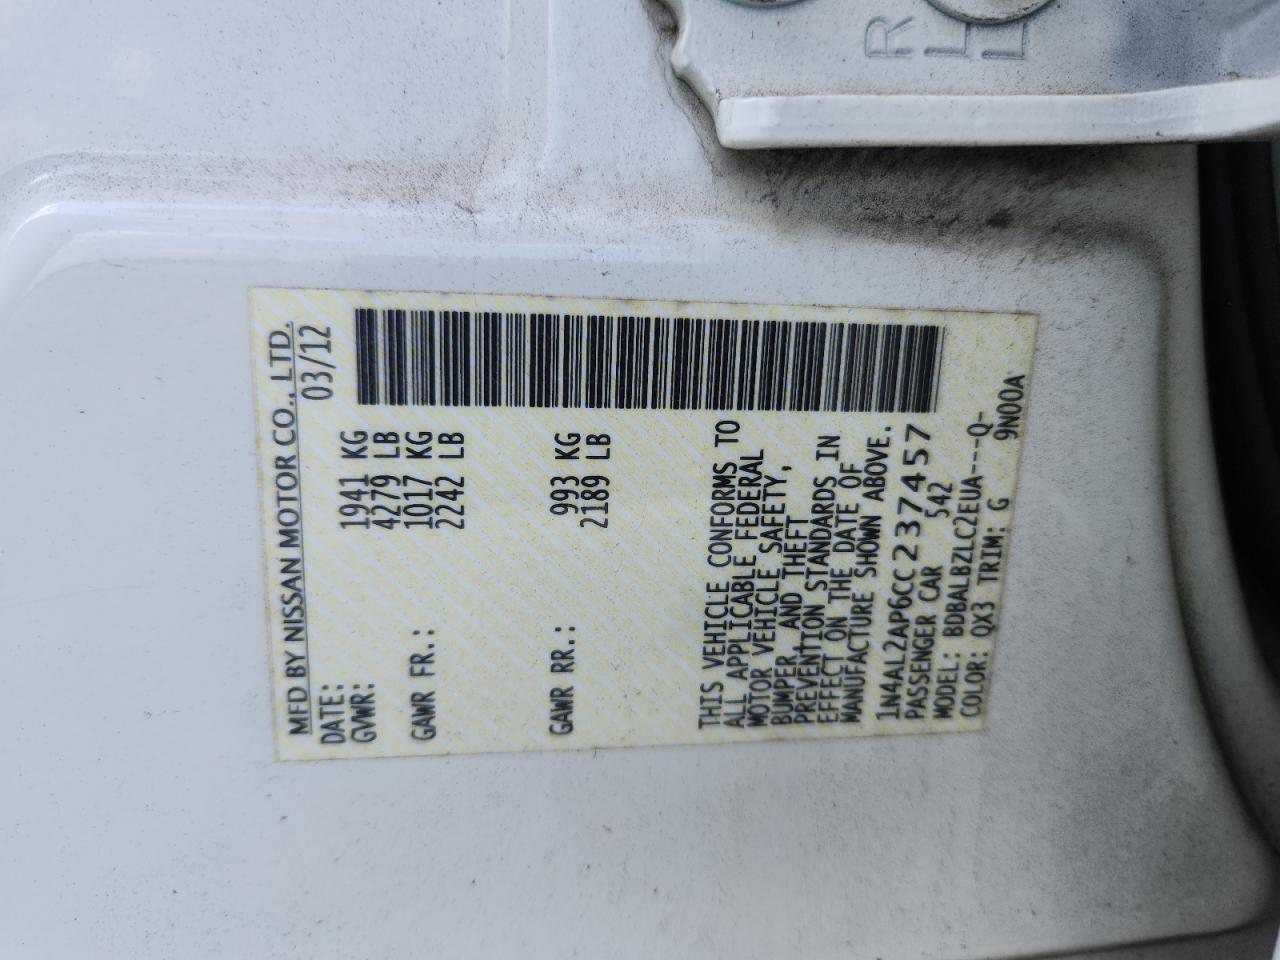 MFD BY NISSAN MOTOR CO., LTD.
DATE: 03/12
GVWR: 1941 KG
4279 LB
GAWR FR.: 1017 KG
2242 LB
GAWR RR.: 993 KG
2189 LB
THIS VEHICLE CONFORMS TO
ALL APPLICABLE FEDERAL
MOTOR VEHICLE SAFETY,
BUMPER, AND THEFT
PREVENTION STANDARDS IN
EFFECT ON THE DATE OF
MANUFACTURE SHOWN ABOVE.
1N4AL2AP6CC237457
PASSENGER CAR 542
MODEL: BDBALBZLC2EUA---Q-
COLOR: QX3 TRIM: G 9N00A
R
L
L